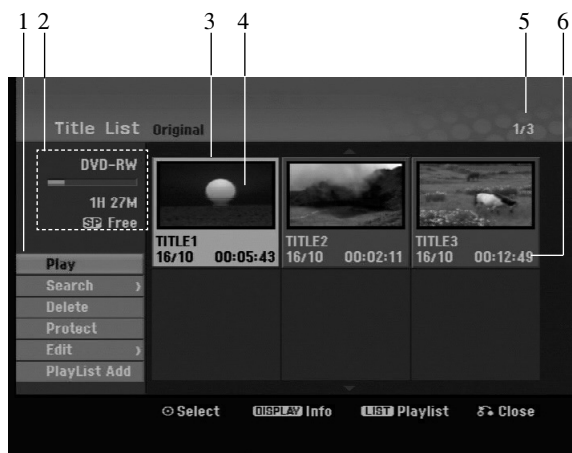 1 2 3 4 5 6
Title List Original 1/3
DVD-RW
1H 27M
SP Free
TITLE1 TITLE2 TITLE3
16/10 00:05:43 16/10 00:02:11 16/10 00:12:49
Play
Search
Delete
Protect
Edit
PlayList Add
Select DISPLAY Info LIST Playlist Close